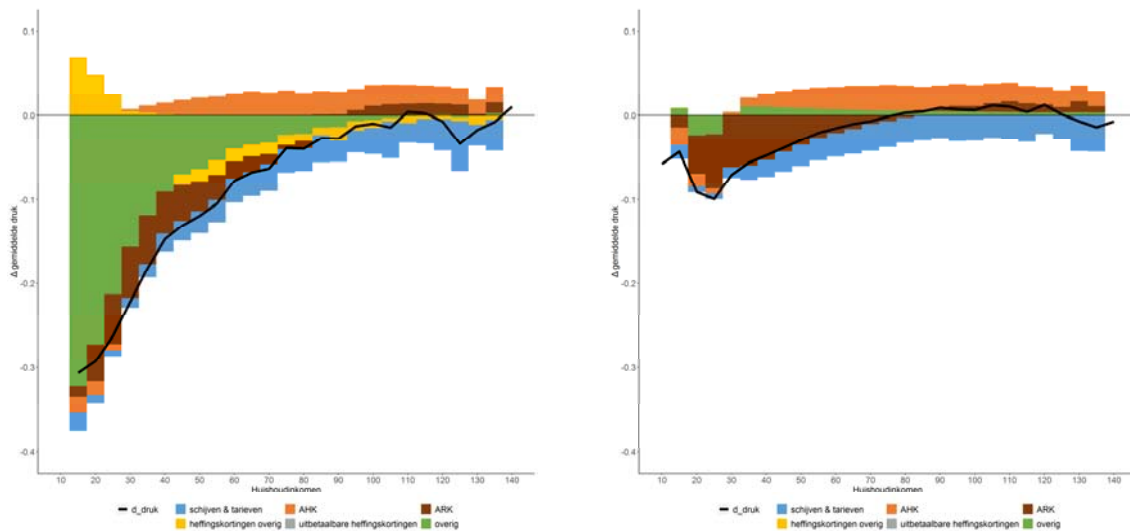 Δ gemiddelde druk
0.1
0.0
-0.1
-0.2
-0.3
-0.4
10 20 30 40 50 60 70 80 90 100 110 120 130 140
Huishoudinkomen
d_druk schijven & tarieven AHK ARK
heffingskortingen overig uitbetaalbare heffingskortingen overig
Δ gemiddelde druk
0.1
0.0
-0.1
-0.2
-0.3
-0.4
10 20 30 40 50 60 70 80 90 100 110 120 130 140
Huishoudinkomen
d_druk schijven & tarieven AHK ARK
heffingskortingen overig uitbetaalbare heffingskortingen overig